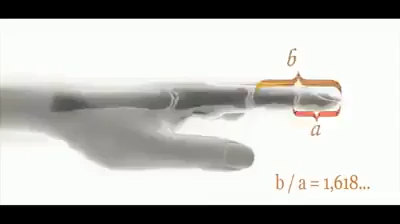 b
a
b / a = 1,618...